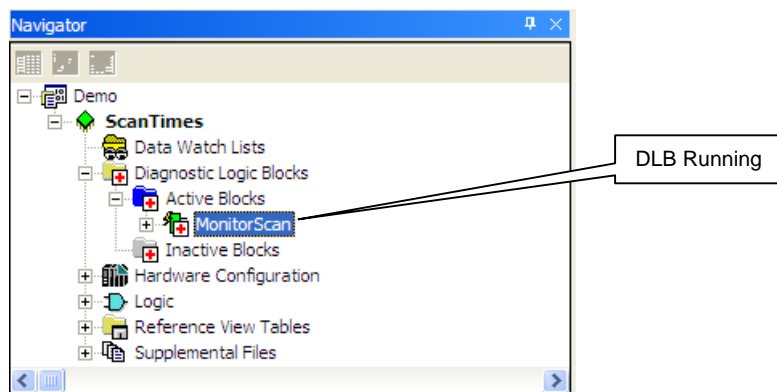 Navigator
Demo
ScanTimes
Data Watch Lists
Diagnostic Logic Blocks
Active Blocks
MonitorScan
DLB Running
Inactive Blocks
Hardware Configuration
Logic
Reference View Tables
Supplemental Files